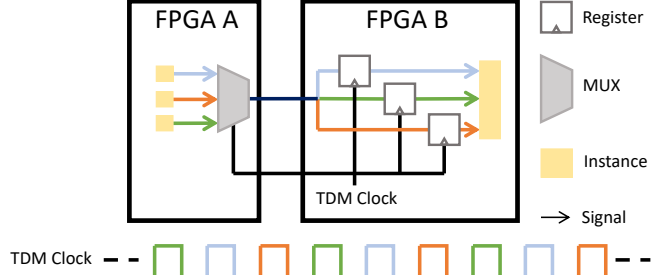 FPGA A
FPGA B
Register
MUX
Instance
TDM Clock
Signal
TDM Clock